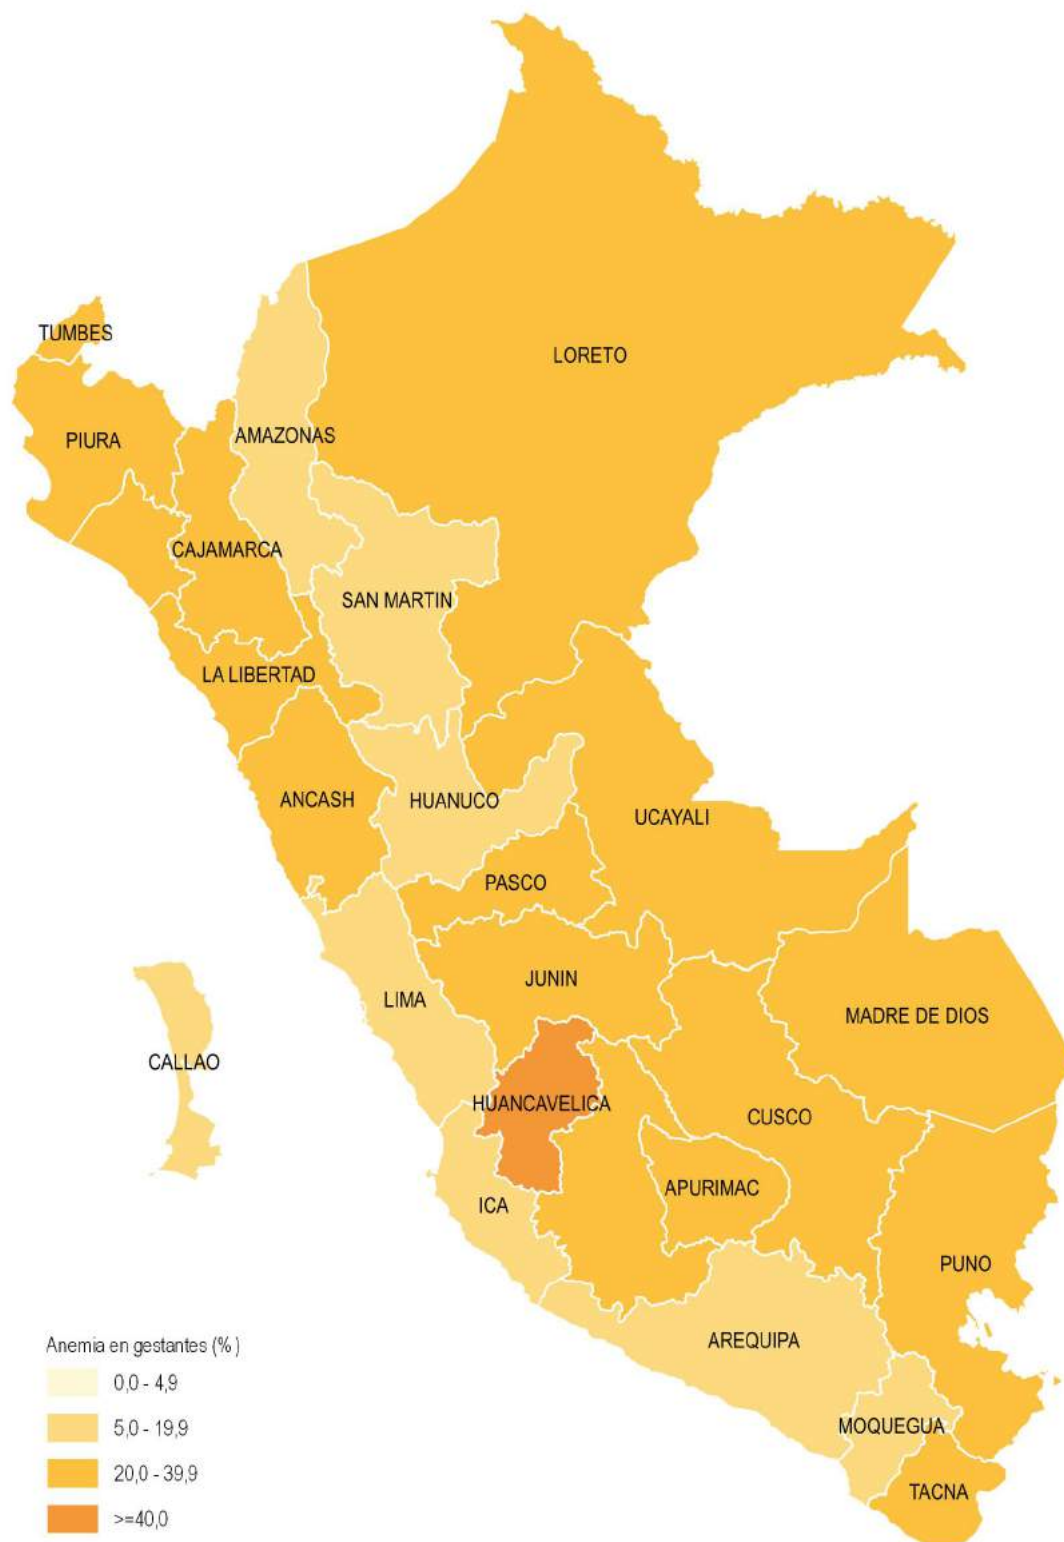 TUMBES
LORETO
PIURA
AMAZONAS
CAJAMARCA
SAN MARTIN
LA LIBERTAD
ANCASH
HUANUCO
UCAYALI
PASCO
JUNIN
LIMA
MADRE DE DIOS
CALLAO
HUANCAVELICA
CUSCO
APURIMAC
ICA
PUNO
AREQUIPA
MOQUEGUA
TACNA
Anemia en gestantes (%)
0,0 - 4,9
5,0 - 19,9
20,0 - 39,9
>=40,0